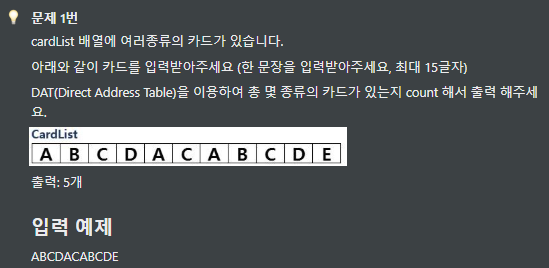 문제 1번
cardList 배열에 여러종류의 카드가 있습니다.
아래와 같이 카드를 입력받아주세요 (한 문장을 입력받아주세요, 최대 15글자)
DAT(Direct Address Table)을 이용하여 총 몇 종류의 카드가 있는지 count 해서 출력 해주세
요.
CardList
A B C D A C A B C D E
출력: 5개
입력 예제
ABCDACABCDE